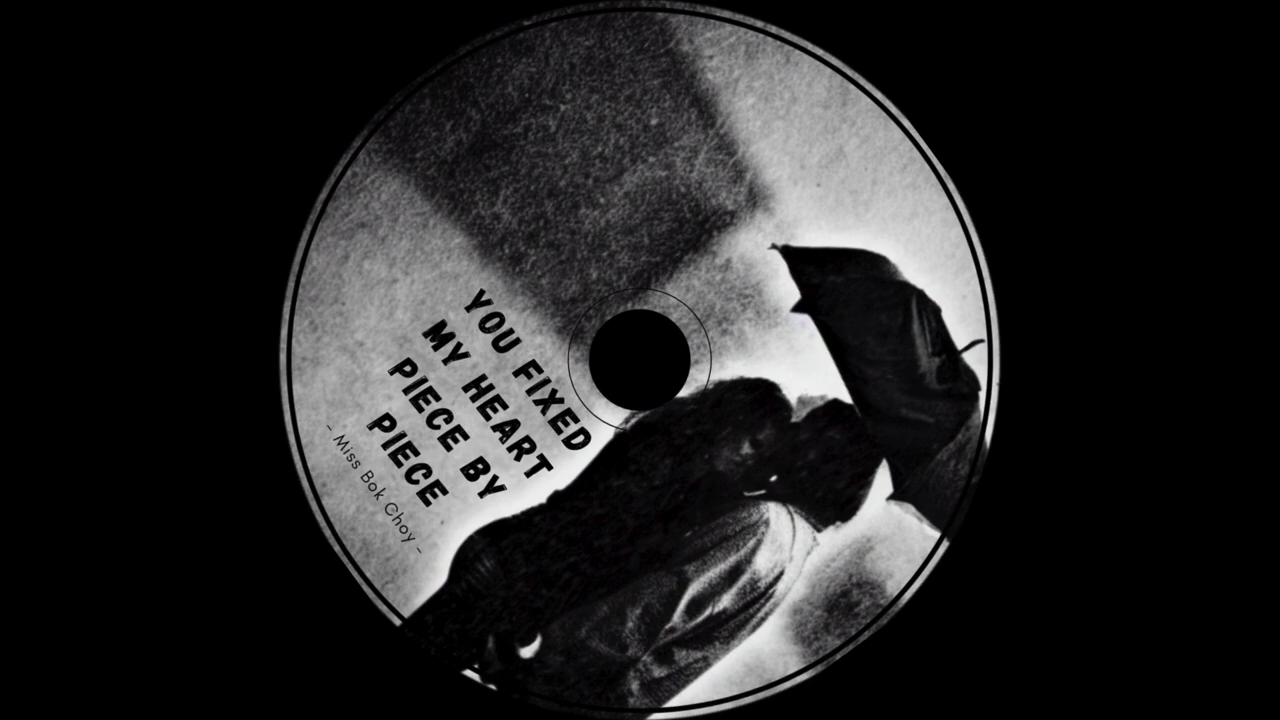 YOU FIXED
MY HEART
PIECE BY
PIECE
- Miss Bok Choy -